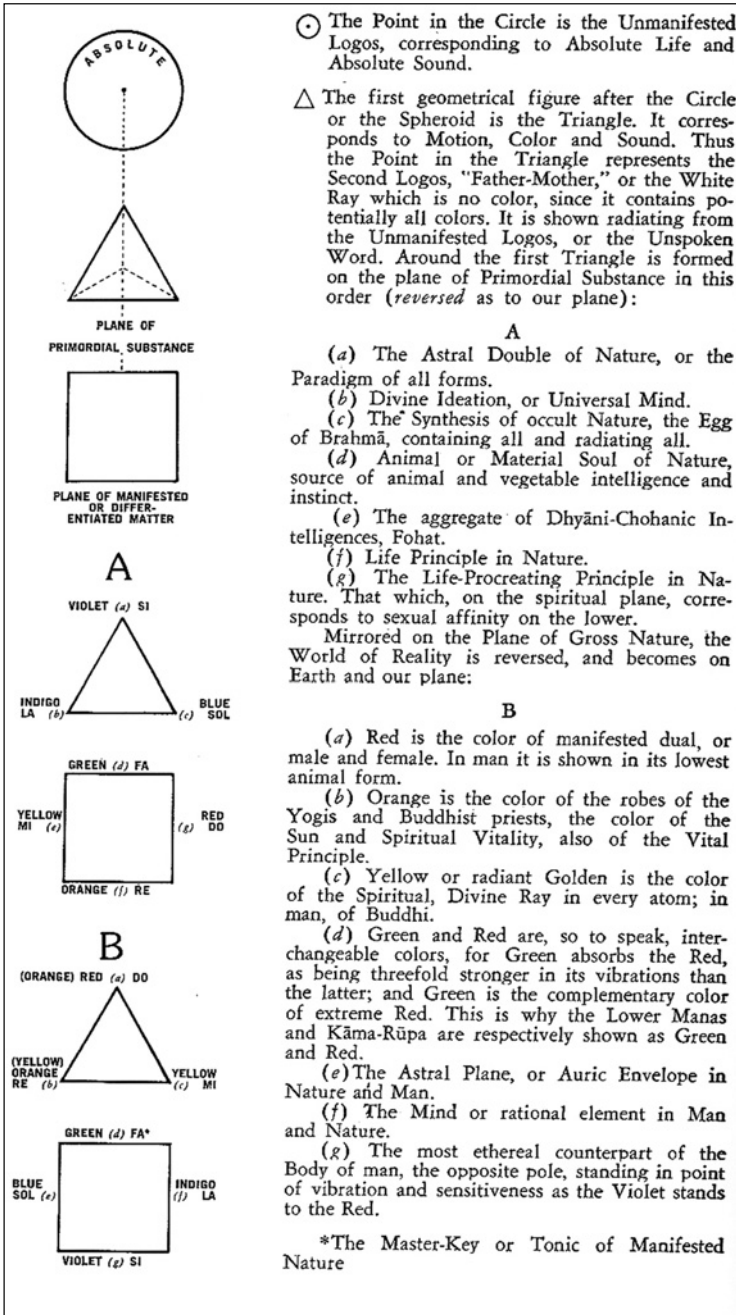 ABSOLUTE
PLANE OF
PRIMORDIAL SUBSTANCE
PLANE OF MANIFESTED
OR DIFFER-
ENTIATED MATTER
A
VIOLET (a) SI
INDIGO
LA (b)
BLUE
(c) SOL
GREEN (d) FA
YELLOW
MI (e)
RED
(g) DO
ORANGE (f) RE
B
(ORANGE) RED (a) DO
(YELLOW)
ORANGE
RE (b)
YELLOW
(c) MI
GREEN (d) FA*
BLUE
SOL (e)
INDIGO
(f) LA
VIOLET (g) SI
The Point in the Circle is the Unmanifested
Logos, corresponding to Absolute Life and
Absolute Sound.
The first geometrical figure after the Circle
or the Spheroid is the Triangle. It corres-
ponds to Motion, Color and Sound. Thus
the Point in the Triangle represents the
Second Logos, "Father-Mother," or the White
Ray which is no color, since it contains po-
tentially all colors. It is shown radiating from
the Unmanifested Logos, or the Unspoken
Word. Around the first Triangle is formed
on the plane of Primordial Substance in this
order (reversed as to our plane):
A
(a) The Astral Double of Nature, or the
Paradigm of all forms.
(b) Divine Ideation, or Universal Mind.
(c) The Synthesis of occult Nature, the Egg
of Brahmā, containing all and radiating all.
(d) Animal or Material Soul of Nature,
source of animal and vegetable intelligence and
instinct.
(e) The aggregate of Dhyāni-Chohanic In-
telligences, Fohat.
(f) Life Principle in Nature.
(g) The Life-Procreating Principle in Na-
ture. That which, on the spiritual plane, corre-
sponds to sexual affinity on the lower.
Mirrored on the Plane of Gross Nature, the
World of Reality is reversed, and becomes on
Earth and our plane:
B
(a) Red is the color of manifested dual, or
male and female. In man it is shown in its lowest
animal form.
(b) Orange is the color of the robes of the
Yogis and Buddhist priests, the color of the
Sun and Spiritual Vitality, also of the Vital
Principle.
(c) Yellow or radiant Golden is the color
of the Spiritual, Divine Ray in every atom; in
man, of Buddhi.
(d) Green and Red are, so to speak, inter-
changeable colors, for Green absorbs the Red,
as being threefold stronger in its vibrations than
the latter; and Green is the complementary color
of extreme Red. This is why the Lower Manas
and Kāma-Rūpa are respectively shown as Green
and Red.
(e) The Astral Plane, or Auric Envelope in
Nature and Man.
(f) The Mind or rational element in Man
and Nature.
(g) The most ethereal counterpart of the
Body of man, the opposite pole, standing in point
of vibration and sensitiveness as the Violet stands
to the Red.
*The Master-Key or Tonic of Manifested
Nature